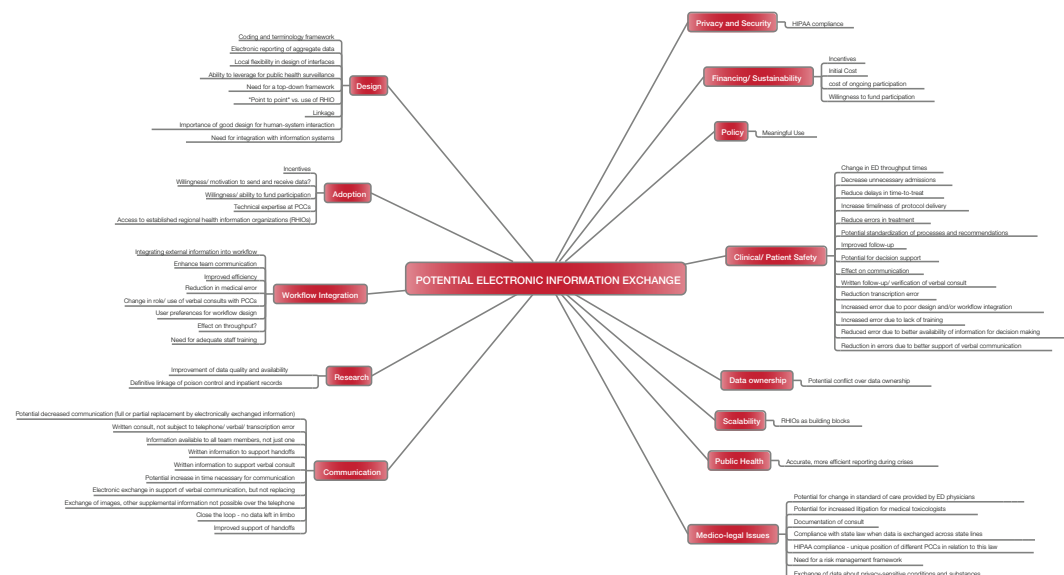 POTENTIAL ELECTRONIC INFORMATION EXCHANGE
Design
Coding and terminology framework
Electronic reporting of aggregate data
Local flexibility in design of interfaces
Ability to leverage for public health surveillance
Need for a top-down framework
"Point to point" vs. use of RHIO
Linkage
Importance of good design for human-system interaction
Need for integration with information systems
Adoption
Incentives
Willingness/ motivation to send and receive data?
Willingness/ ability to fund participation
Technical expertise at PCCs
Access to established regional health information organizations (RHIOs)
Workflow Integration
Integrating external information into workflow
Enhance team communication
Improved efficiency
Reduction in medical error
Change in role/ use of verbal consults with PCCs
User preferences for workflow design
Effect on throughput?
Need for adequate staff training
Research
Improvement of data quality and availability
Definitive linkage of poison control and inpatient records
Communication
Potential decreased communication (full or partial replacement by electronically exchanged information)
Written consult, not subject to telephone/ verbal/ transcription error
Information available to all team members, not just one
Written information to support handoffs
Written information to support verbal consult
Potential increase in time necessary for communication
Electronic exchange in support of verbal communication, but not replacing
Exchange of images, other supplemental information not possible over the telephone
Close the loop - no data left in limbo
Improved support of handoffs
Privacy and Security
HIPAA compliance
Financing/ Sustainability
Incentives
Initial Cost
cost of ongoing participation
Willingness to fund participation
Policy
Meaningful Use
Clinical/ Patient Safety
Change in ED throughput times
Decrease unnecessary admissions
Reduce delays in time-to-treat
Increase timeliness of protocol delivery
Reduce errors in treatment
Potential standardization of processes and recommendations
Improved follow-up
Potential for decision support
Effect on communication
Written follow-up/ verification of verbal consult
Reduction transcription error
Increased error due to poor design and/or workflow integration
Increased error due to lack of training
Reduced error due to better availability of information for decision making
Reduction in errors due to better support of verbal communication
Data ownership
Potential conflict over data ownership
Scalability
RHIOs as building blocks
Public Health
Accurate, more efficient reporting during crises
Medico-legal Issues
Potential for change in standard of care provided by ED physicians
Potential for increased litigation for medical toxicologists
Documentation of consult
Compliance with state law when data is exchanged across state lines
HIPAA compliance - unique position of different PCCs in relation to this law
Need for a risk management framework
Exchange of data about privacy-sensitive conditions and substances